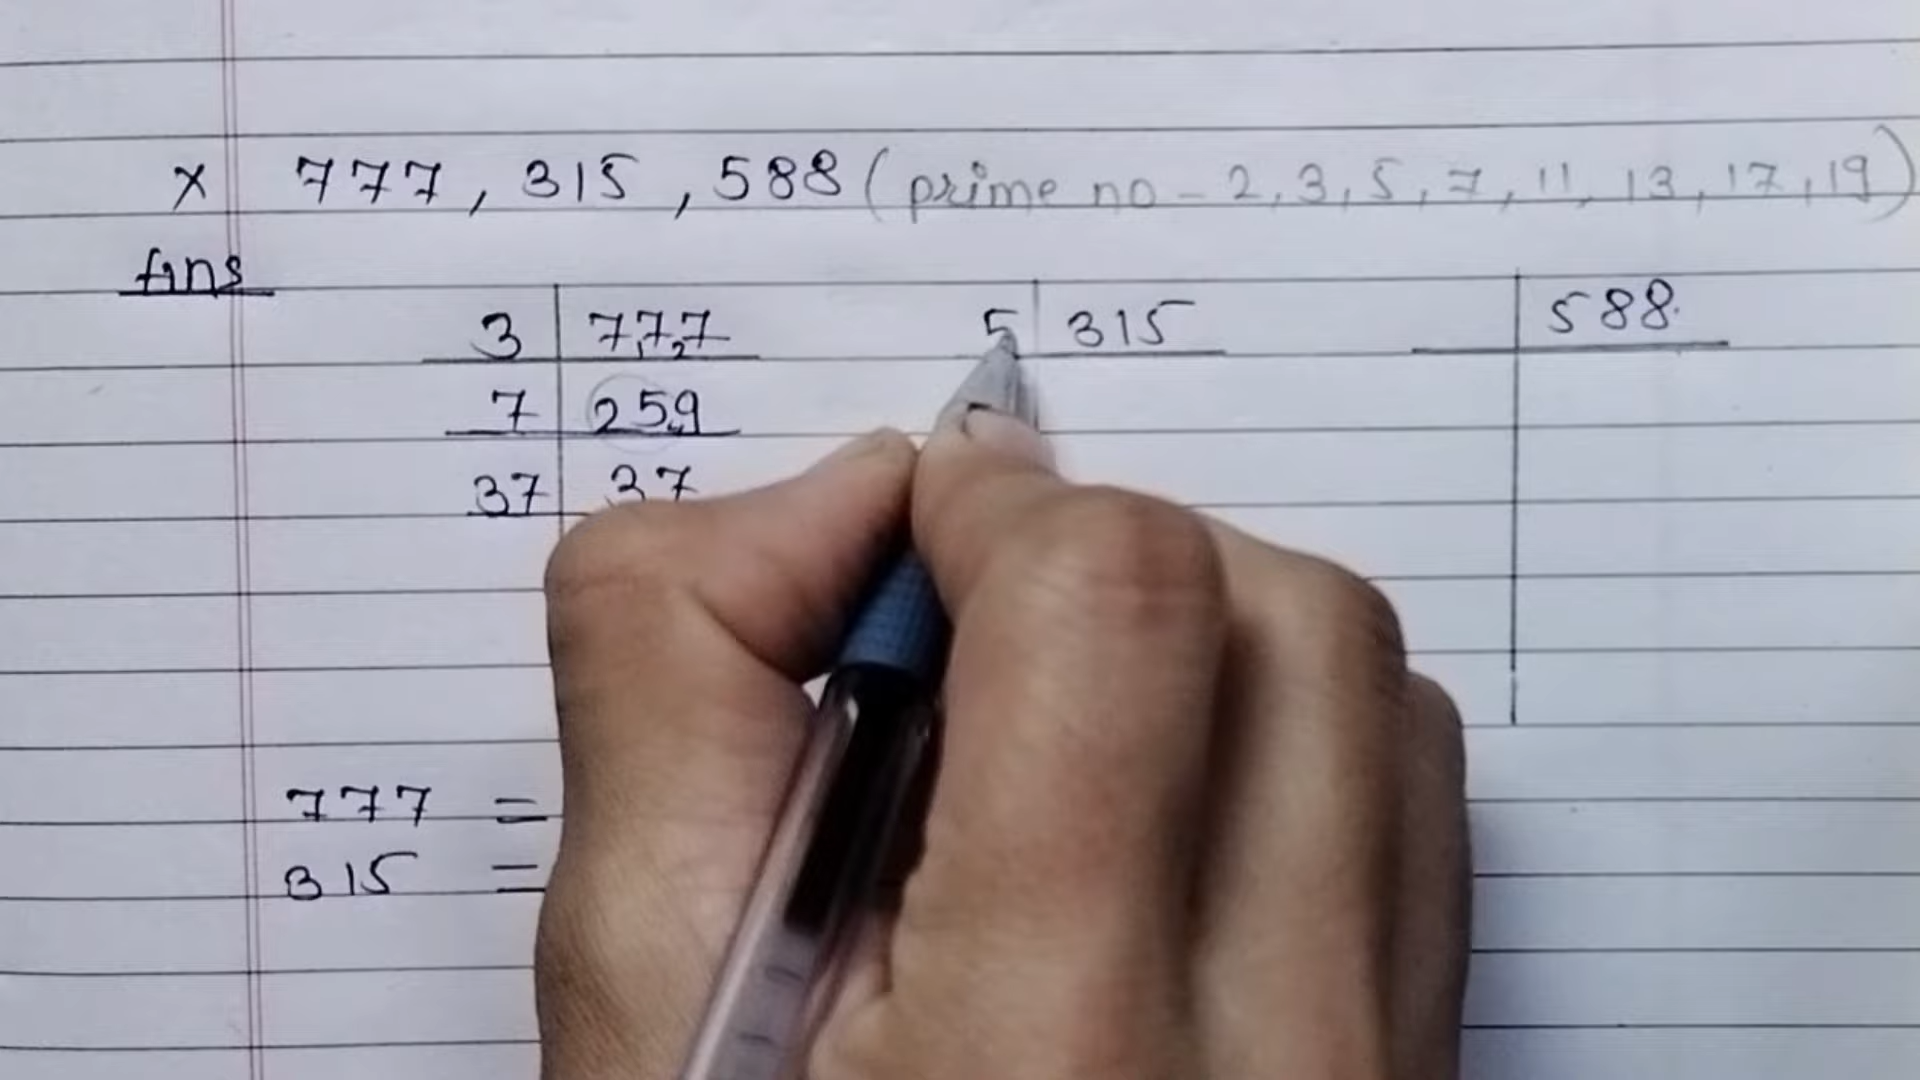 x 777, 315, 588 (prime no - 2, 3, 5, 7, 11, 13, 17, 19)
Ans
3 777 5 315 588
7 259
37 37
777 =
315 =